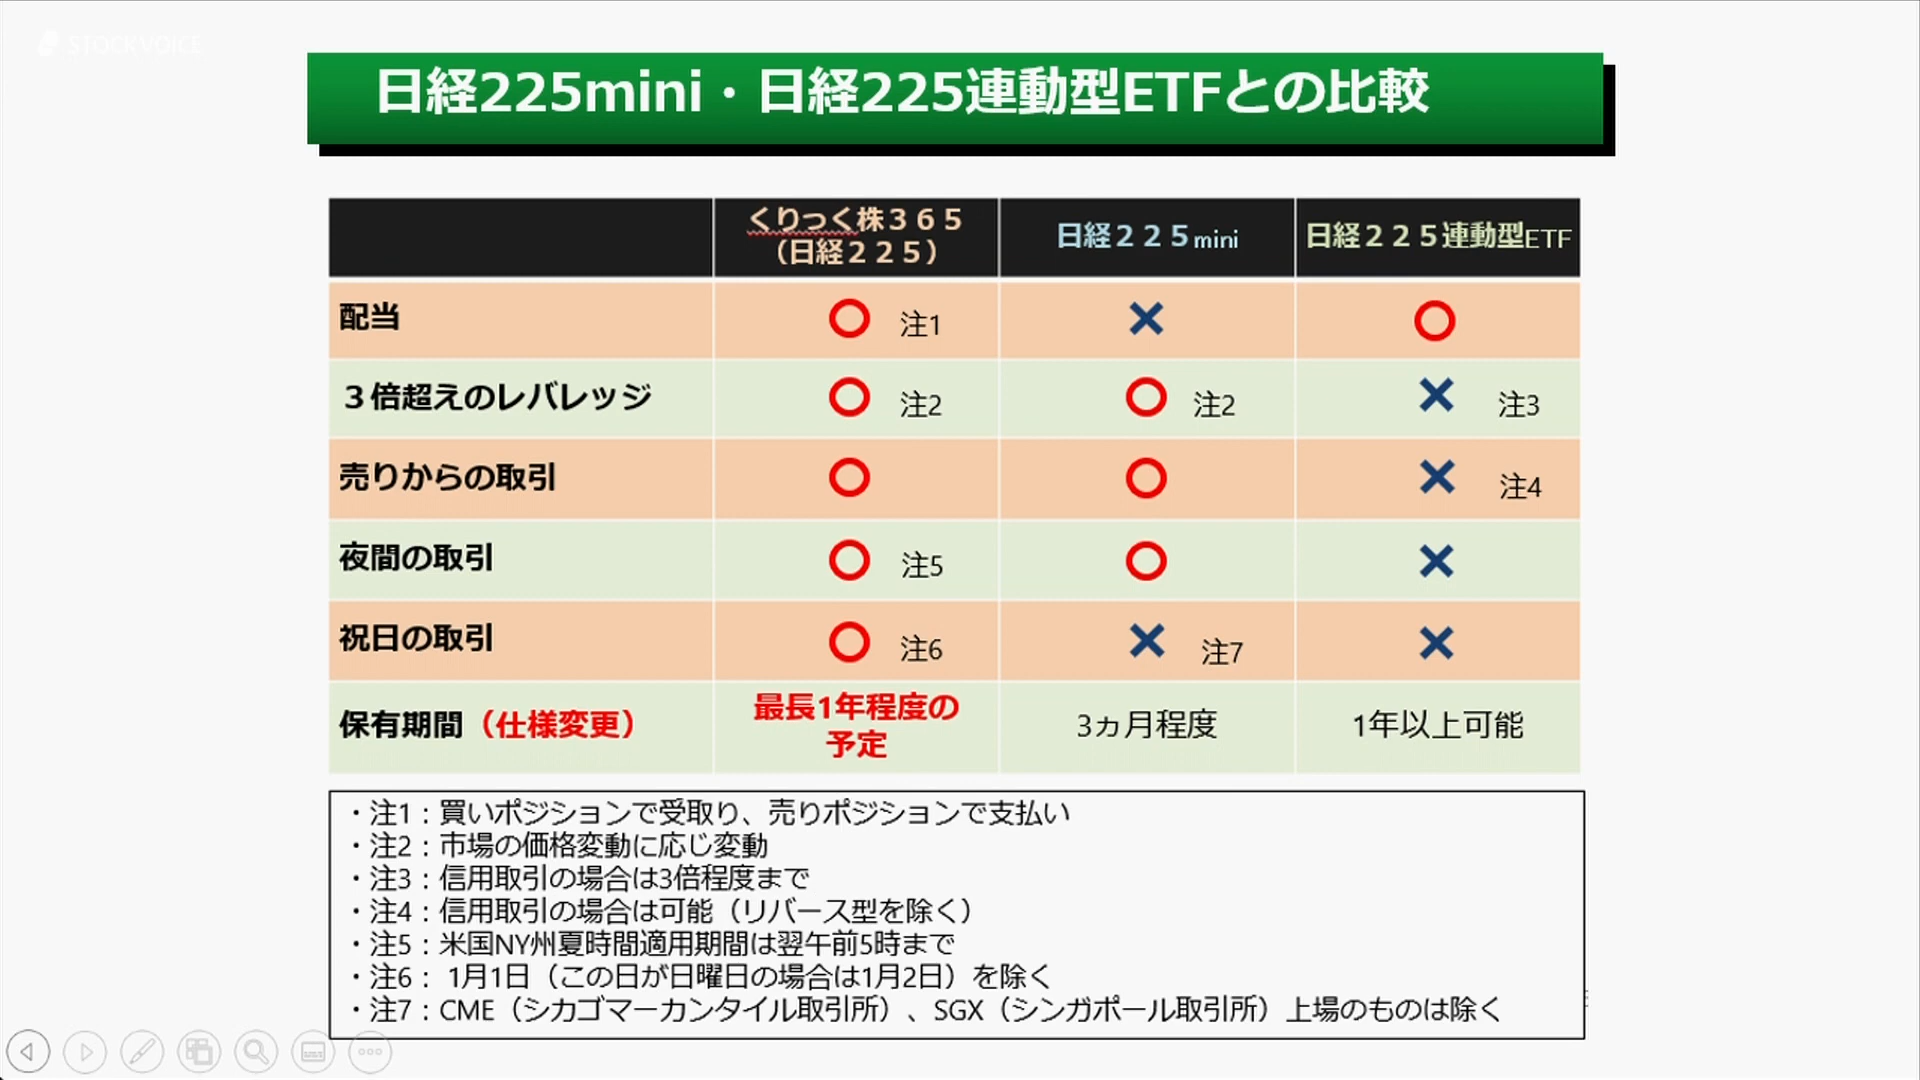 STOCKVOICE
日経225mini・日経225連動型ETFとの比較
くりっく株３６５
（日経２２５）
日経２２５mini
日経２２５連動型ETF
配当
○ 注1
×
○
３倍超えのレバレッジ
○ 注2
○ 注2
× 注3
売りからの取引
○
○
× 注4
夜間の取引
○ 注5
○
×
祝日の取引
○ 注6
× 注7
×
保有期間（仕様変更）
最長1年程度の
予定
3ヵ月程度
1年以上可能
・注1：買いポジションで受取り、売りポジションで支払い
・注2：市場の価格変動に応じ変動
・注3：信用取引の場合は3倍程度まで
・注4：信用取引の場合は可能（リバース型を除く）
・注5：米国NY州夏時間適用期間は翌午前5時まで
・注6： 1月1日（この日が日曜日の場合は1月2日）を除く
・注7：CME（シカゴマーカンタイル取引所）、SGX（シンガポール取引所）上場のものは除く